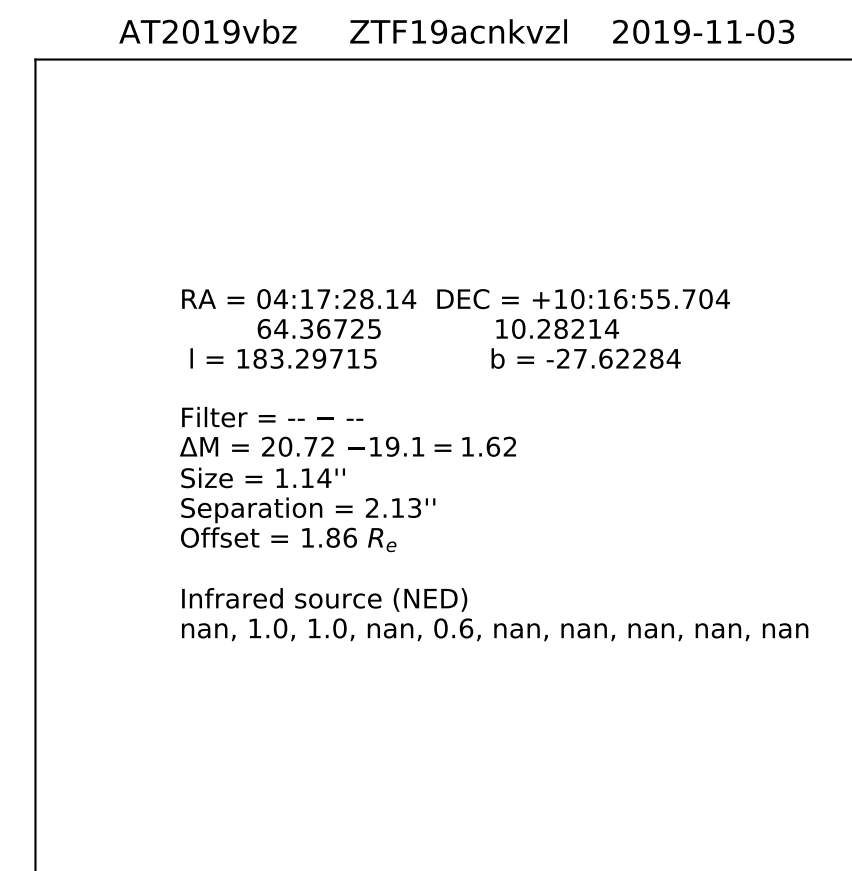 AT2019vbz ZTF19acnkvzl 2019-11-03
RA = 04:17:28.14 DEC = +10:16:55.704
64.36725 10.28214
l = 183.29715 b = -27.62284
Filter = -- − --
ΔM = 20.72 −19.1 = 1.62
Size = 1.14''
Separation = 2.13''
Offset = 1.86 Re
Infrared source (NED)
nan, 1.0, 1.0, nan, 0.6, nan, nan, nan, nan, nan